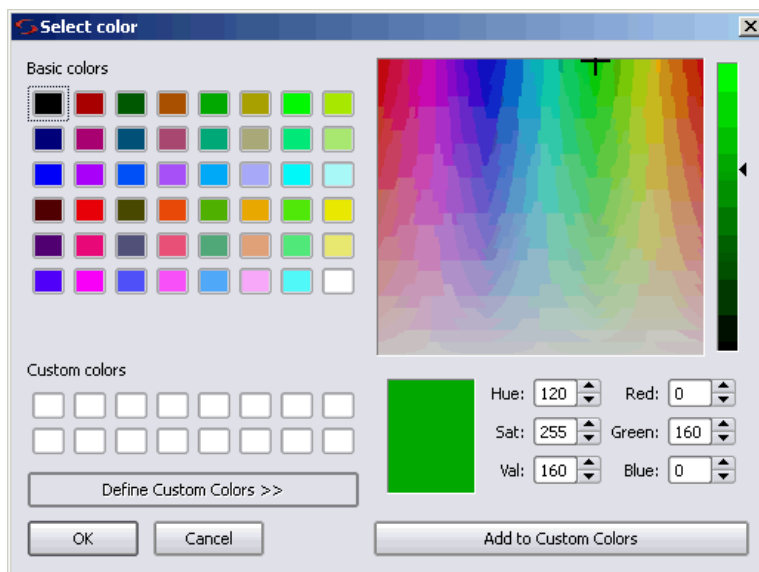 Select color
Basic colors
Custom colors
Hue: 120 Red: 0
Sat: 255 Green: 160
Val: 160 Blue: 0
Define Custom Colors >>
OK Cancel Add to Custom Colors